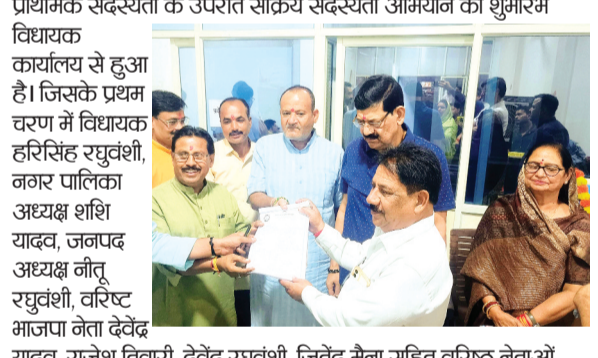 प्राथमिक सदस्यता के उपरांत सक्रिय सदस्यता अभियान का शुभारंभ
विधायक
कार्यालय से हुआ
है। जिसके प्रथम
चरण में विधायक
हरिसिंह रघुवंशी,
नगर पालिका
अध्यक्ष शशि
यादव, जनपद
अध्यक्ष नीतू
रघुवंशी, वरिष्ट
भाजपा नेता देवेंद्र
यादव, राजेश तिवारी, देवेंद्र रघुवंशी, जितेंद्र मैना सहित वरिष्ठ नेताओं